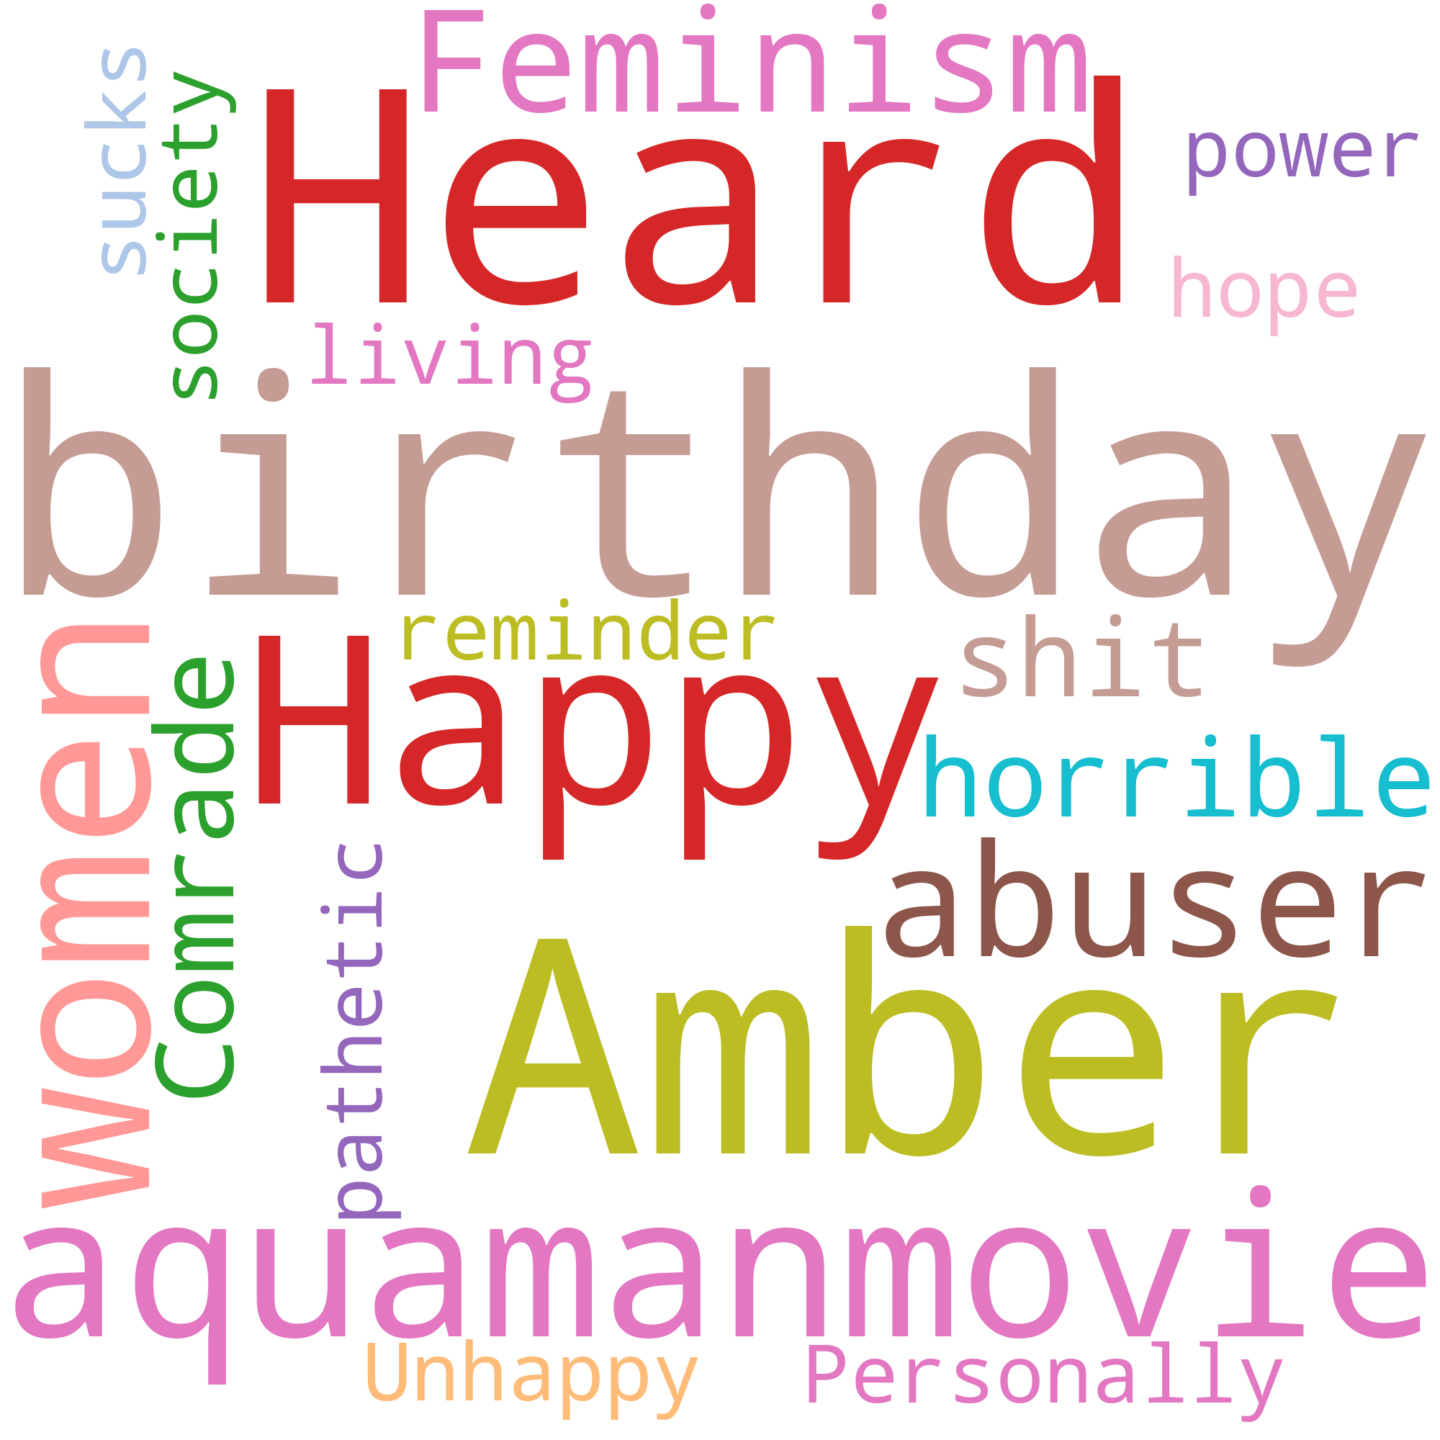 Feminism
sucks
society
Heard
power
hope
living
birthday
women
Comrade
reminder
Happy
shit
horrible
pathetic
abuser
Amber
aquamanmovie
Unhappy
Personally